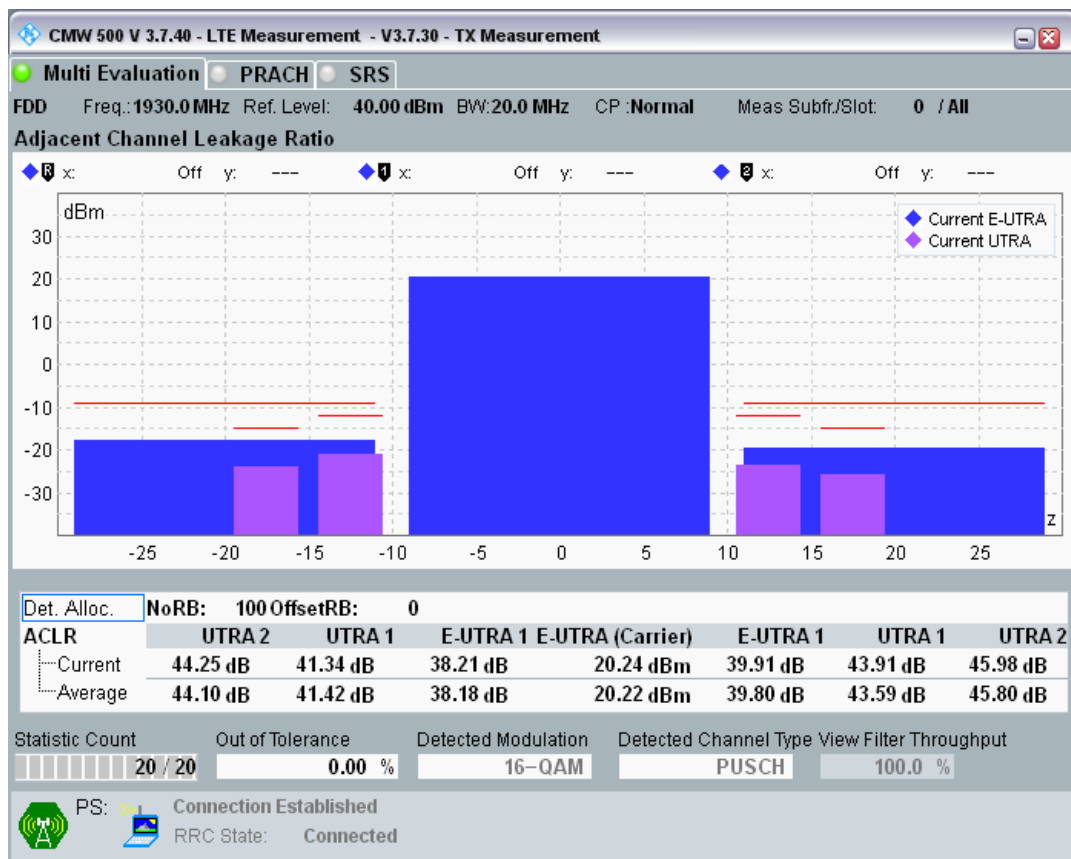 CMW 500 V 3.7.40 - LTE Measurement - V3.7.30 - TX Measurement
Multi Evaluation PRACH SRS
FDD Freq.:1930.0 MHz Ref. Level: 40.00 dBm BW:20.0 MHz CP :Normal Meas Subfr./Slot: 0 / All
Adjacent Channel Leakage Ratio
R x: Off y: --- 1 x: Off y: --- 2 x: Off y: ---
dBm
Current E-UTRA
Current UTRA
30
20
10
0
-10
-20
-30
z
-25 -20 -15 -10 -5 0 5 10 15 20 25
Det. Alloc. NoRB: 100 OffsetRB: 0
ACLR UTRA 2 UTRA 1 E-UTRA 1 E-UTRA (Carrier) E-UTRA 1 UTRA 1 UTRA 2
Current 44.25 dB 41.34 dB 38.21 dB 20.24 dBm 39.91 dB 43.91 dB 45.98 dB
Average 44.10 dB 41.42 dB 38.18 dB 20.22 dBm 39.80 dB 43.59 dB 45.80 dB
Statistic Count Out of Tolerance Detected Modulation Detected Channel Type View Filter Throughput
20 / 20 0.00 % 16-QAM PUSCH 100.0 %
PS: Connection Established
RRC State: Connected